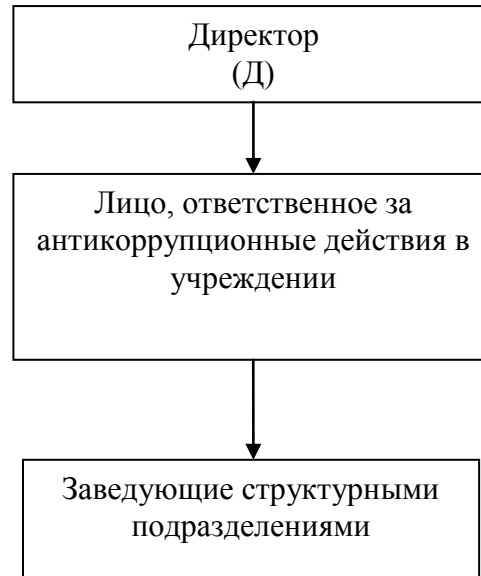 Директор
(Д)
Лицо, ответственное за
антикоррупционные действия в
учреждении
Заведующие структурными
подразделениями